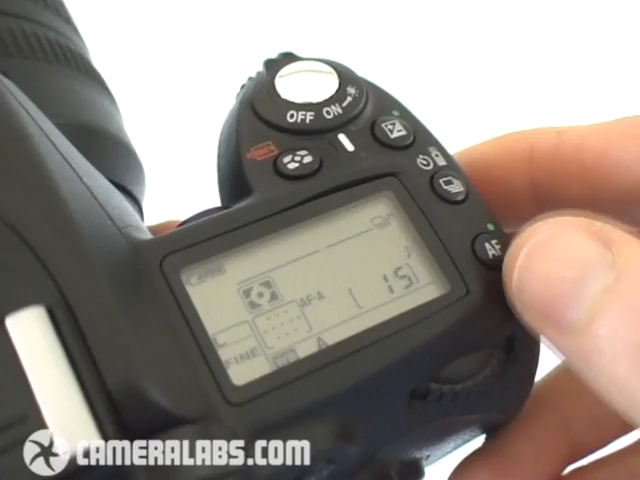 OFF ON
AF
AF-A
[ 15]
L
FINE
CAMERALABS.COM